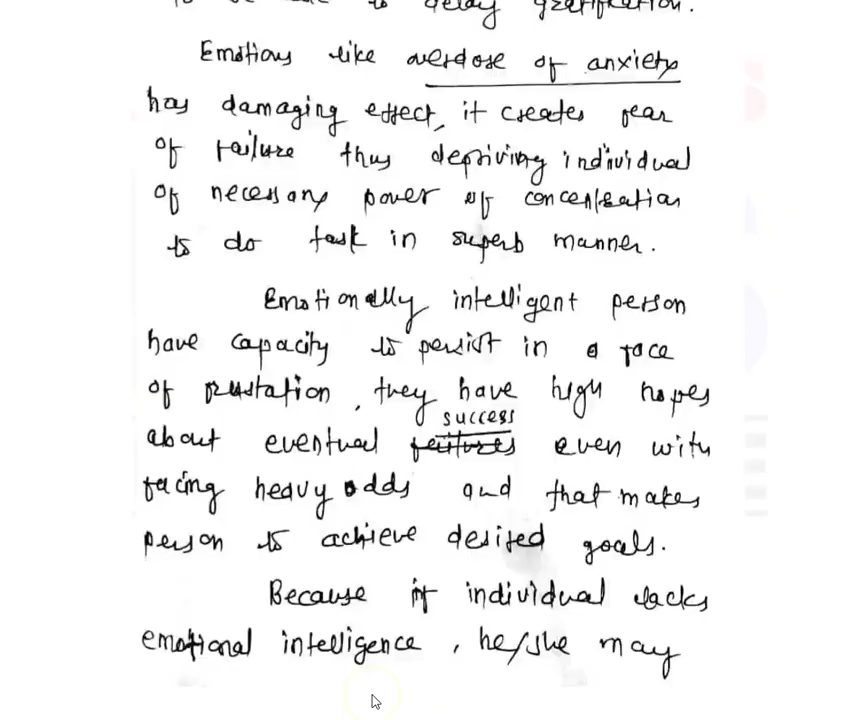 to delay gratification.
Emotions like overdose of anxiety
has damaging effect, it creates fear
of failure thus depriving individual
of necessary power of concentration
to do task in superb manner.
Emotionally intelligent person
have capacity to persist in a face
of frustation, they have high hopes
success
about eventual failures even with
facing heavy odds and that makes
person to achieve desired goals.
Because if individual lacks
emotional intelligence, he/she may